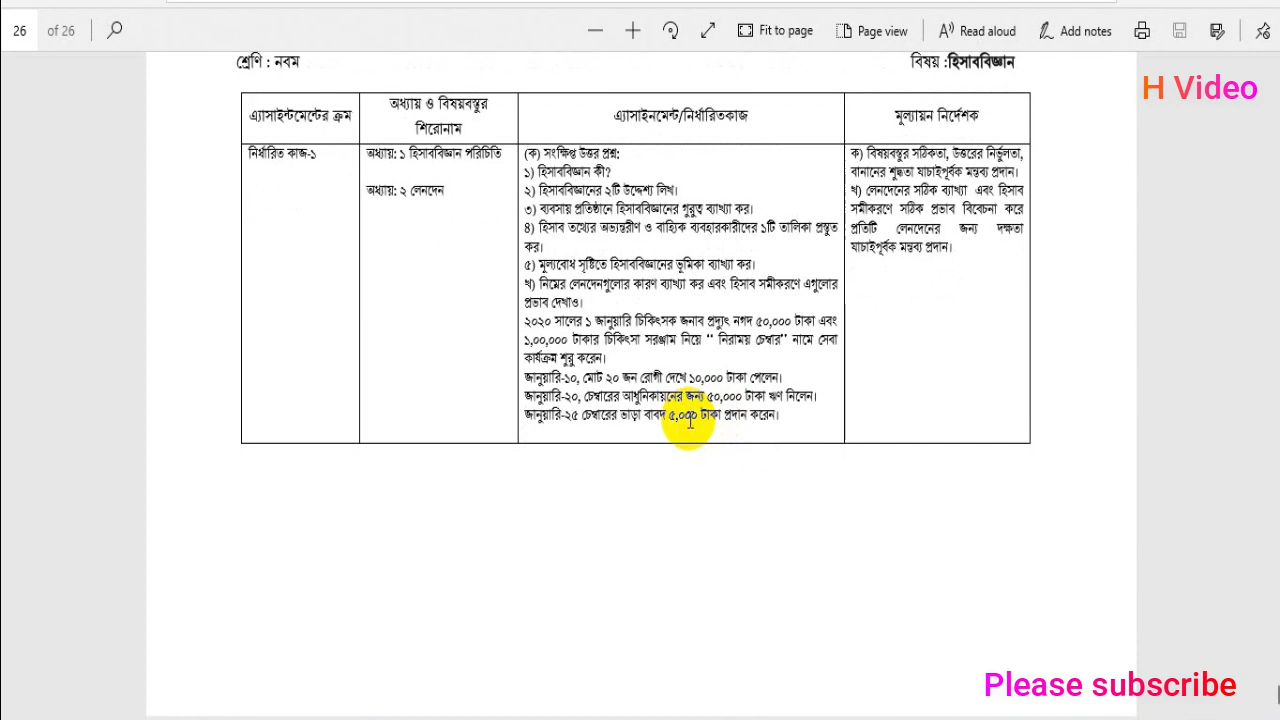 26 of 26 Fit to page Page view Read aloud Add notes
শ্রেণি : নবম
বিষয় :হিসাববিজ্ঞান
H Video
এ্যাসাইন্টমেন্টের ক্রম
অধ্যায় ও বিষয়বস্তুর
শিরোনাম
এ্যাসাইনমেন্ট/নির্ধারিতকাজ
মূল্যায়ন নির্দেশক
নির্ধারিত কাজ-১
অধ্যায়: ১ হিসাববিজ্ঞান পরিচিতি
অধ্যায়: ২ লেনদেন
(ক) সংক্ষিপ্ত উত্তর প্রশ্ন:
১) হিসাববিজ্ঞান কী?
২) হিসাববিজ্ঞানের ২টি উদ্দেশ্য লিখ।
৩) ব্যবসায় প্রতিষ্ঠানে হিসাববিজ্ঞানের গুরুত্ব ব্যাখ্যা কর।
৪) হিসাব তথ্যের অভ্যন্তরীণ ও বাহ্যিক ব্যবহারকারীদের ১টি তালিকা প্রস্তুত
কর।
৫) মূল্যবোধ সৃষ্টিতে হিসাববিজ্ঞানের ভূমিকা ব্যাখ্যা কর।
খ) নিম্নের লেনদেনগুলোর কারণ ব্যাখ্যা কর এবং হিসাব সমীকরণে এগুলোর
প্রভাব দেখাও।
২০২০ সালের ১ জানুয়ারি চিকিৎসক জনাব প্রদ্যুৎ নগদ ৫০,০০০ টাকা এবং
১,০০,০০০ টাকার চিকিৎসা সরঞ্জাম নিয়ে “ নিরাময় চেম্বার” নামে সেবা
কার্যক্রম শুরু করেন।
জানুয়ারি-১০, মোট ২০ জন রোগী দেখে ১০,০০০ টাকা পেলেন।
জানুয়ারি-২০, চেম্বারের আধুনিকায়নের জন্য ৫০,০০০ টাকা ঋণ নিলেন।
জানুয়ারি-২৫ চেম্বারের ভাড়া বাবদ ৫,০০০ টাকা প্রদান করেন।
ক) বিষয়বস্তুর সঠিকতা, উত্তরের নির্ভুলতা,
বানানের শুদ্ধতা যাচাইপূর্বক মন্তব্য প্রদান।
খ) লেনদেনের সঠিক ব্যাখ্যা এবং হিসাব
সমীকরণে সঠিক প্রভাব বিবেচনা করে
প্রতিটি লেনদেনের জন্য দক্ষতা
যাচাইপূর্বক মন্তব্য প্রদান।
Please subscribe